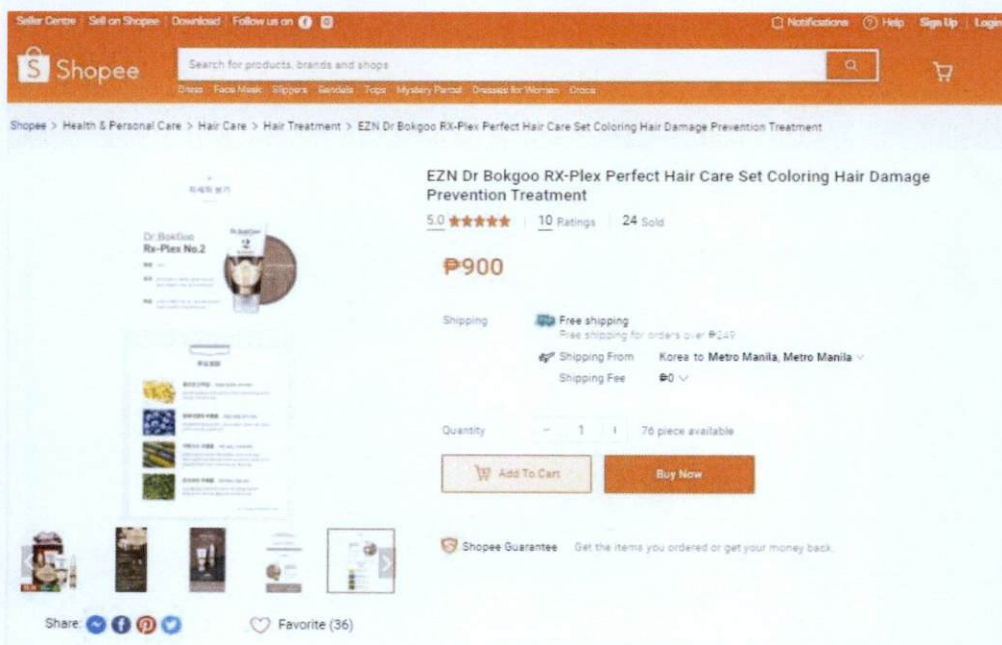 Seller Centre Sell on Shopee Download Follow us on
Notifications Help Sign Up Login
Shopee
Search for products, brands and shops
Dress Face Mask Slippers Sandals Tops Mystery Parcel Dresses for Women Crocs
Shopee > Health & Personal Care > Hair Care > Hair Treatment > EZN Dr Bokgoo RX-Plex Perfect Hair Care Set Coloring Hair Damage Prevention Treatment
자세히 보기
Dr.BokGoo
Rx-Plex No.2
EZN Dr Bokgoo RX-Plex Perfect Hair Care Set Coloring Hair Damage
Prevention Treatment
5.0 10 Ratings 24 Sold
₱900
Shipping Free shipping
Free shipping for orders over ₱249
Shipping From Korea to Metro Manila, Metro Manila
Shipping Fee ₱0
Quantity - 1 + 76 piece available
Add To Cart Buy Now
Shopee Guarantee Get the items you ordered or get your money back.
Share: Favorite (36)